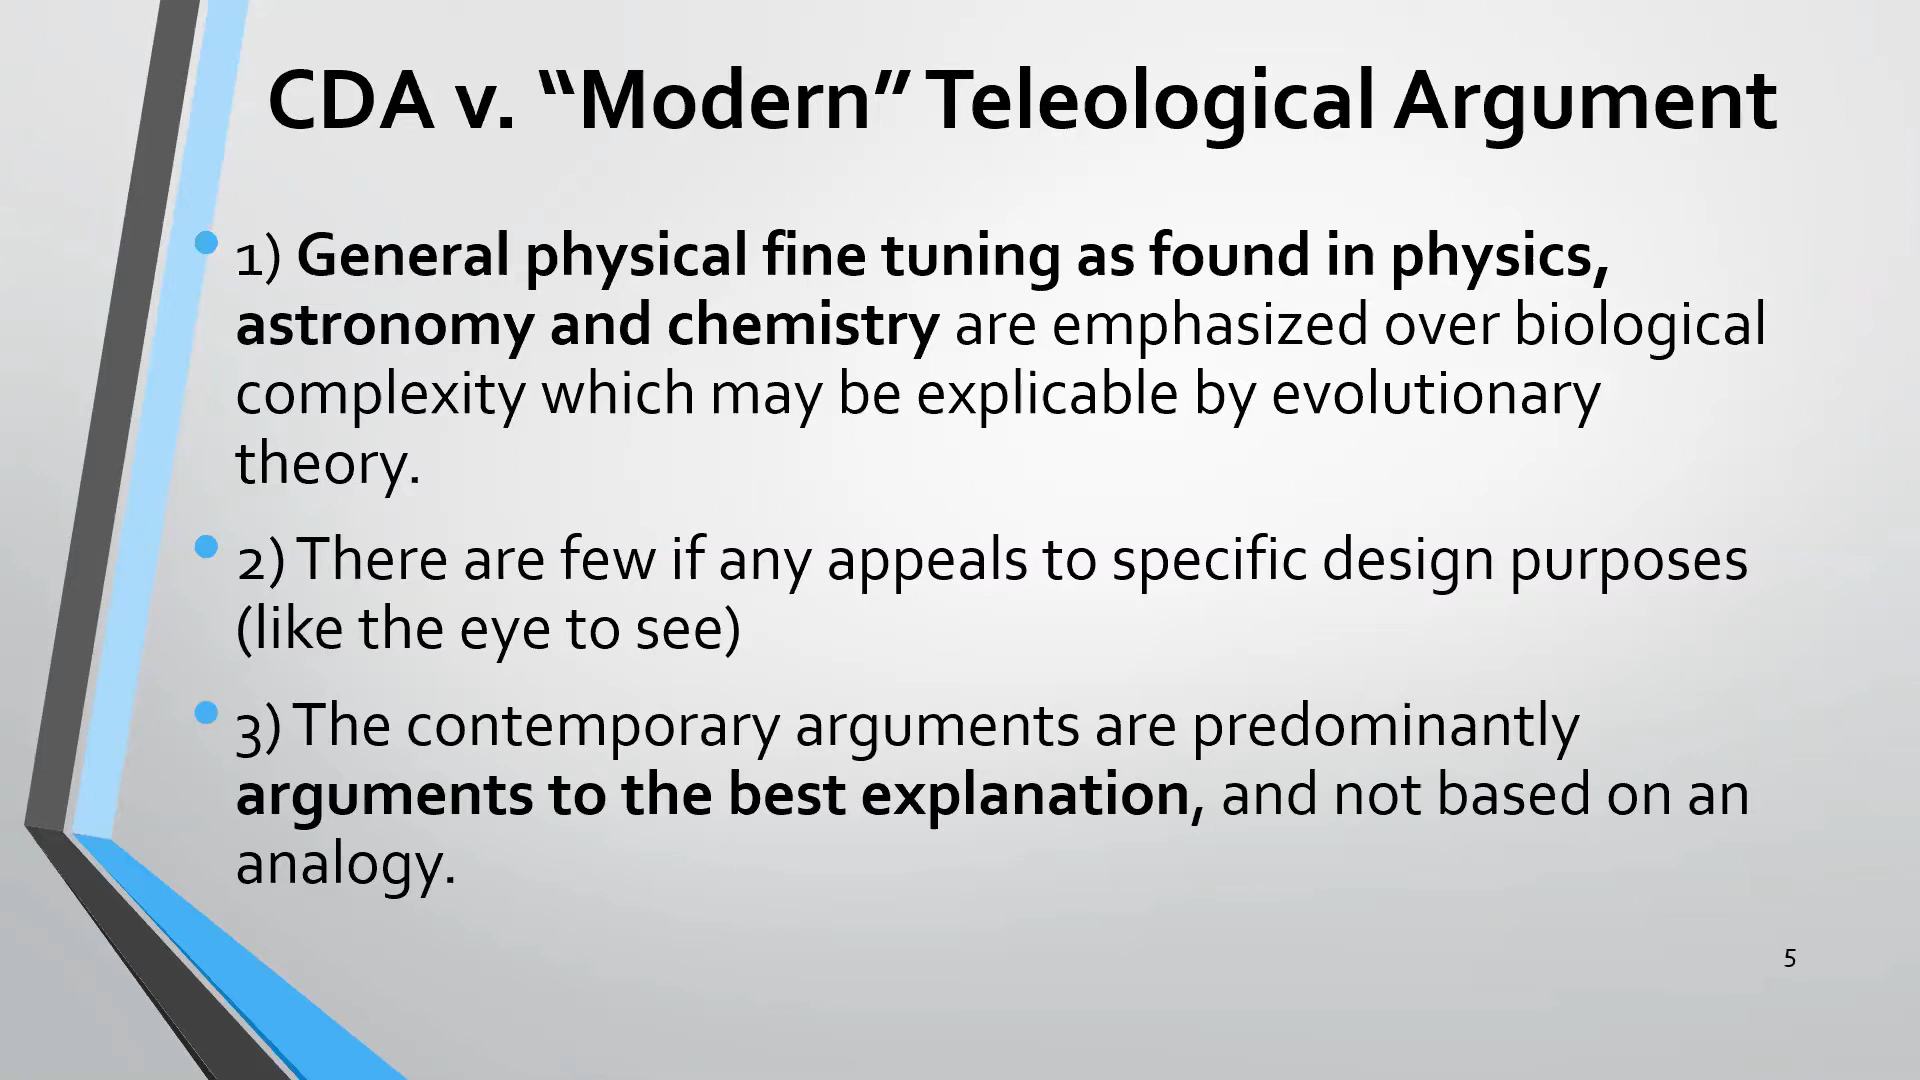 CDA v. “Modern” Teleological Argument
• 1) General physical fine tuning as found in physics,
astronomy and chemistry are emphasized over biological
complexity which may be explicable by evolutionary
theory.
• 2) There are few if any appeals to specific design purposes
(like the eye to see)
• 3) The contemporary arguments are predominantly
arguments to the best explanation, and not based on an
analogy.
5